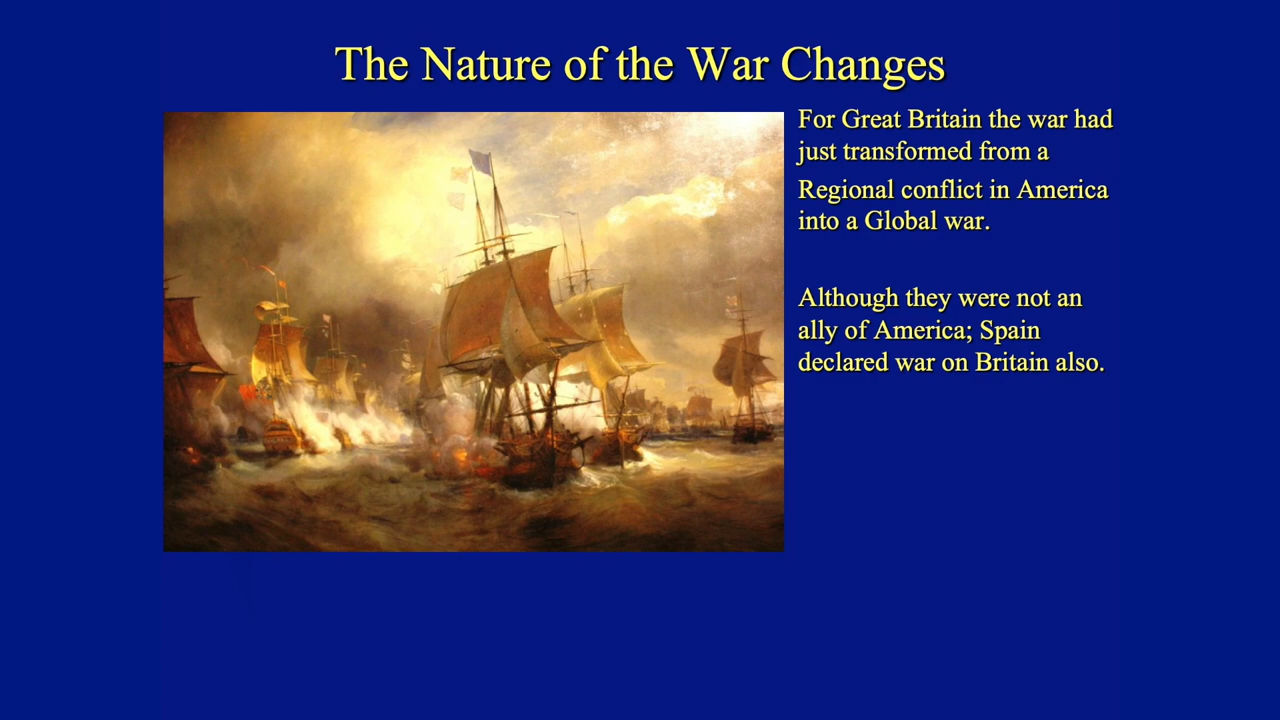 The Nature of the War Changes
For Great Britain the war had
just transformed from a
Regional conflict in America
into a Global war.
Although they were not an
ally of America; Spain
declared war on Britain also.